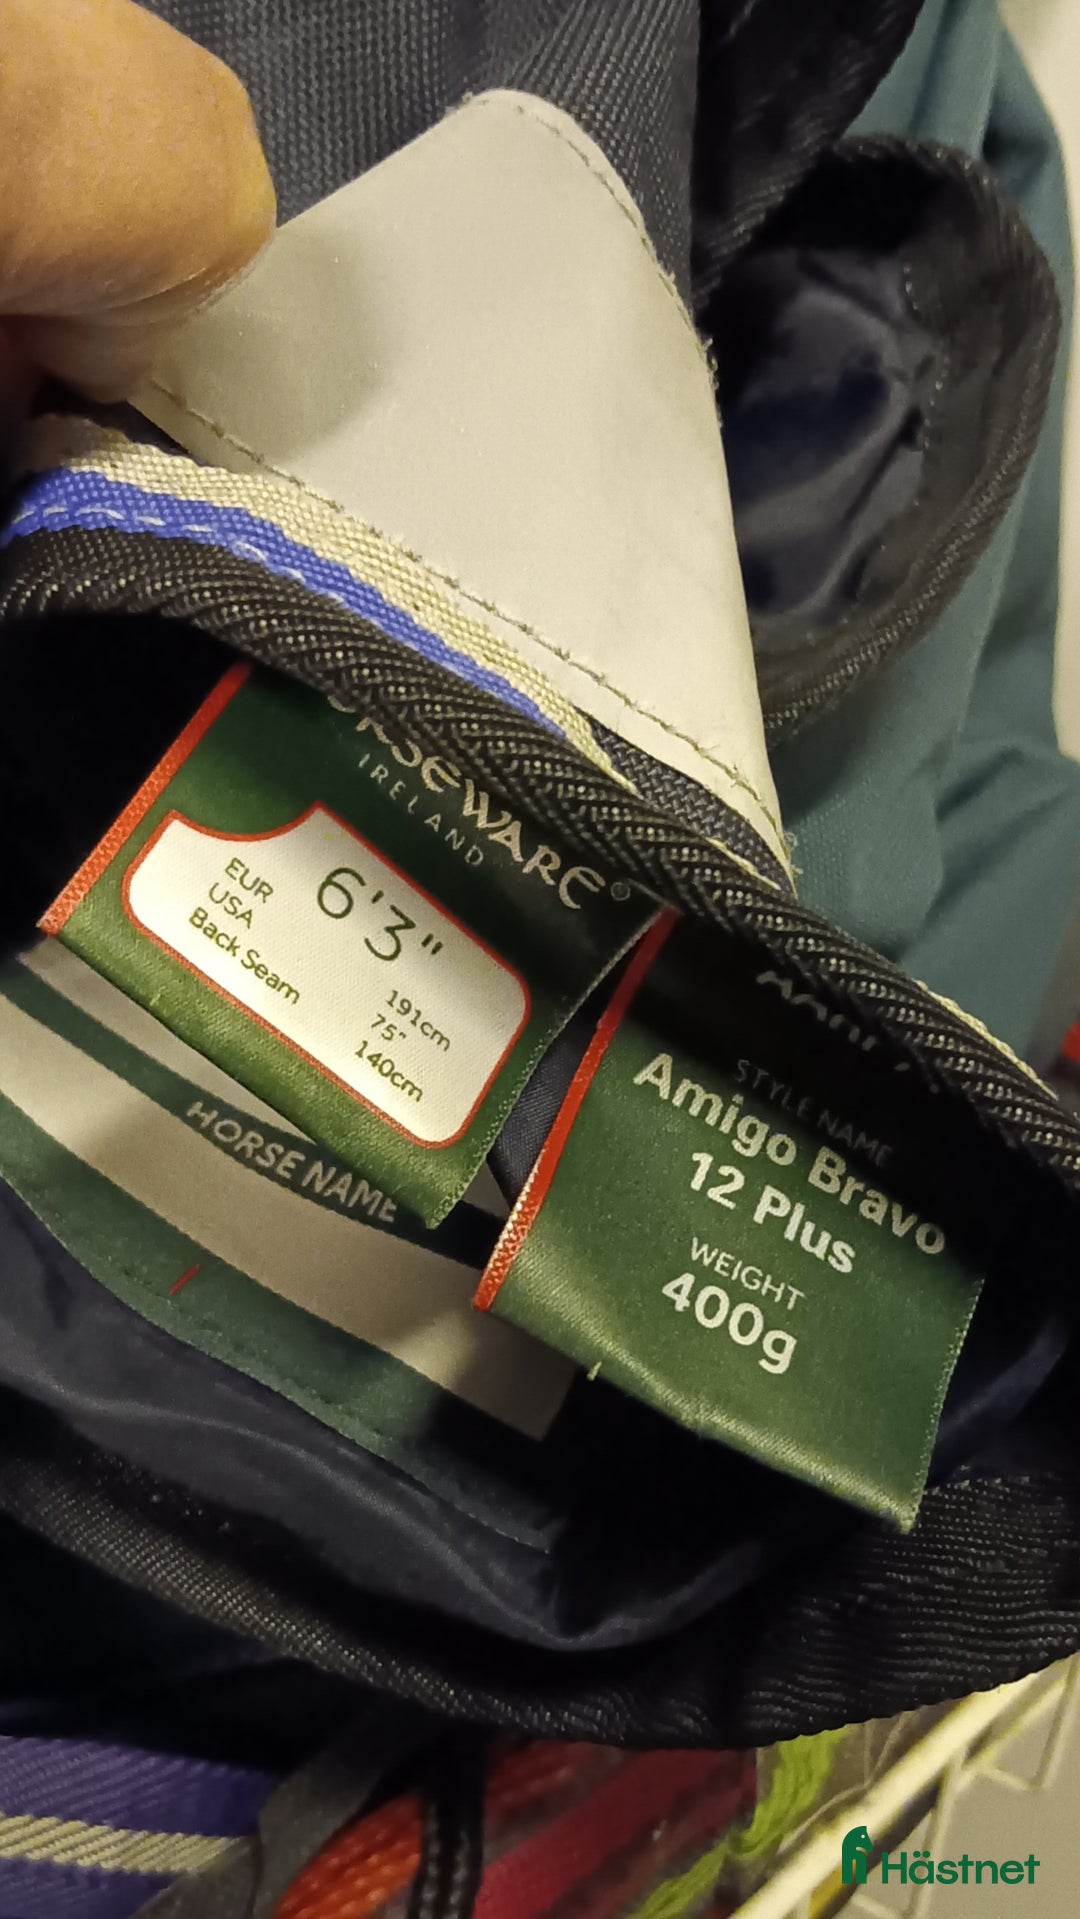 HORSEWARE®
IRELAND
6'3"
EUR 191cm
USA 75"
Back Seam 140cm
HORSE NAME
STYLE NAME
Amigo Bravo
12 Plus
WEIGHT
400g
Hästnet